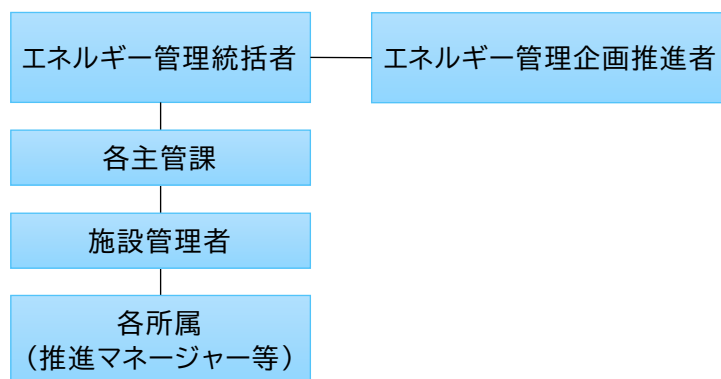 エネルギー管理統括者
エネルギー管理企画推進者
各主管課
施設管理者
各所属
（推進マネージャー等）